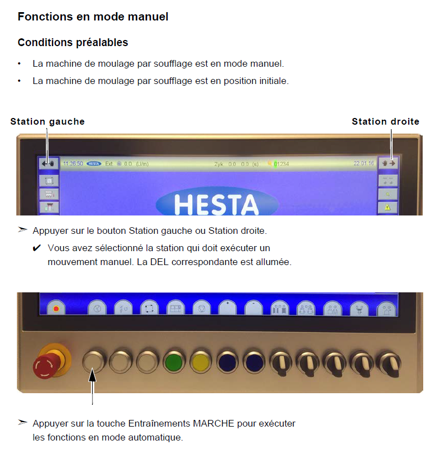 Fonctions en mode manuel
Conditions préalables
• La machine de moulage par soufflage est en mode manuel.
• La machine de moulage par soufflage est en position initiale.
Station gauche
Station droite
HESTA
➣ Appuyer sur le bouton Station gauche ou Station droite.
✔ Vous avez sélectionné la station qui doit exécuter un
mouvement manuel. La DEL correspondante est allumée.
➣ Appuyer sur la touche Entraînements MARCHE pour exécuter
les fonctions en mode automatique.